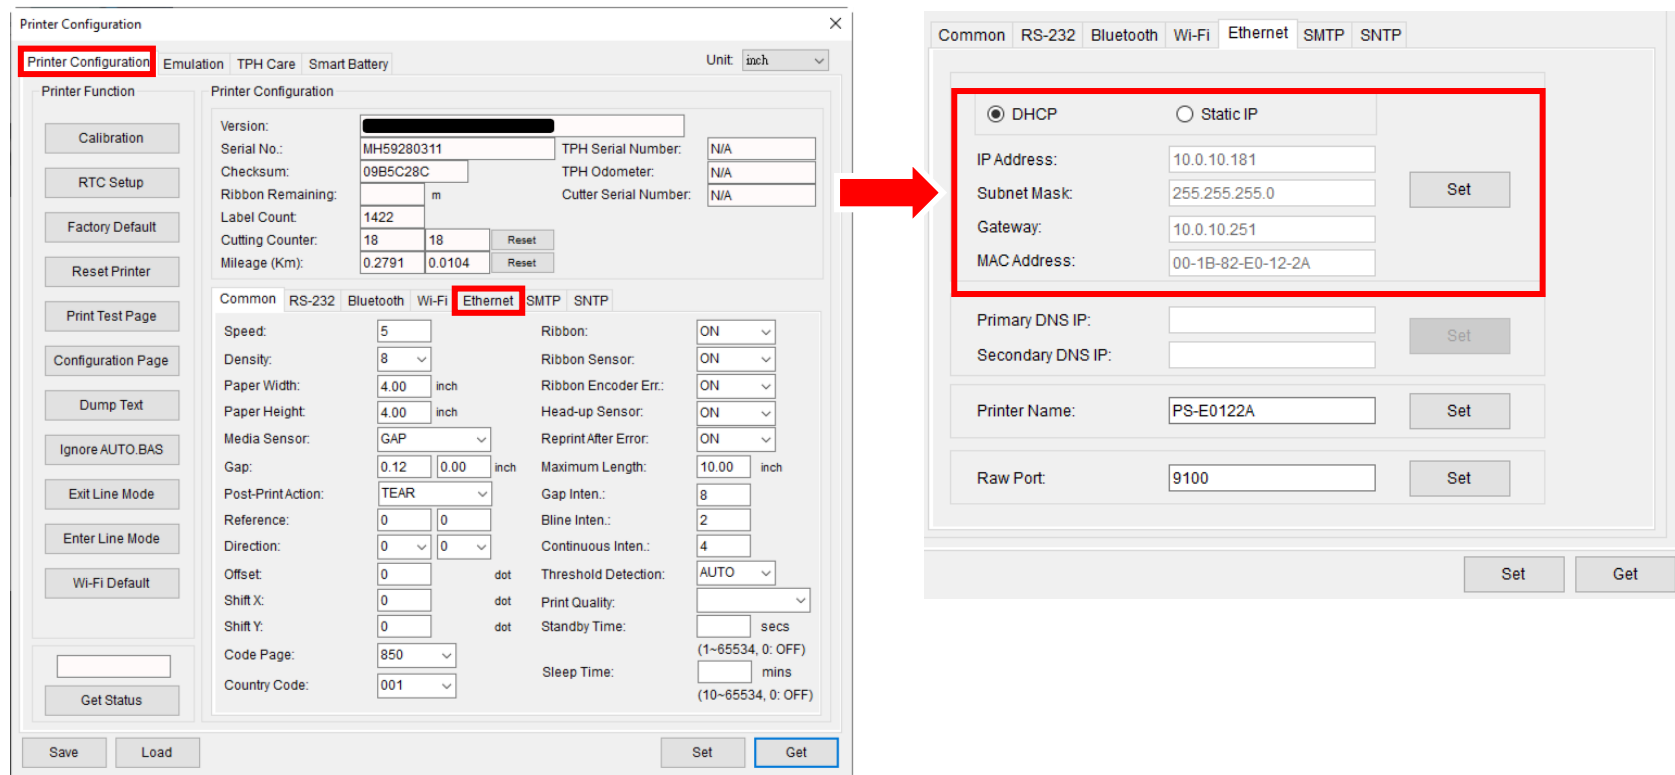 Printer Configuration
Printer Configuration Emulation TPH Care Smart Battery Unit: inch
Printer Function
Calibration
RTC Setup
Factory Default
Reset Printer
Print Test Page
Configuration Page
Dump Text
Ignore AUTO.BAS
Exit Line Mode
Enter Line Mode
Wi-Fi Default
Get Status
Printer Configuration
Version:
Serial No.: MH59280311 TPH Serial Number: N/A
Checksum: 09B5C28C TPH Odometer: N/A
Ribbon Remaining: m Cutter Serial Number: N/A
Label Count: 1422
Cutting Counter: 18 18 Reset
Mileage (Km): 0.2791 0.0104 Reset
Common RS-232 Bluetooth Wi-Fi Ethernet SMTP SNTP
Speed: 5 Ribbon: ON
Density: 8 Ribbon Sensor: ON
Paper Width: 4.00 inch Ribbon Encoder Err.: ON
Paper Height: 4.00 inch Head-up Sensor: ON
Media Sensor: GAP Reprint After Error: ON
Gap: 0.12 0.00 inch Maximum Length: 10.00 inch
Post-Print Action: TEAR Gap Inten.: 8
Reference: 0 0 Bline Inten.: 2
Direction: 0 0 Continuous Inten.: 4
Offset: 0 dot Threshold Detection: AUTO
Shift X: 0 dot Print Quality:
Shift Y: 0 dot Standby Time: secs
(1~65534, 0: OFF)
Code Page: 850
Sleep Time: mins
Country Code: 001
(10~65534, 0: OFF)
Save Load Set Get
Common RS-232 Bluetooth Wi-Fi Ethernet SMTP SNTP
DHCP Static IP
IP Address: 10.0.10.181
Subnet Mask: 255.255.255.0
Set
Gateway: 10.0.10.251
MAC Address: 00-1B-82-E0-12-2A
Primary DNS IP:
Set
Secondary DNS IP:
Printer Name: PS-E0122A Set
Raw Port: 9100 Set
Set Get